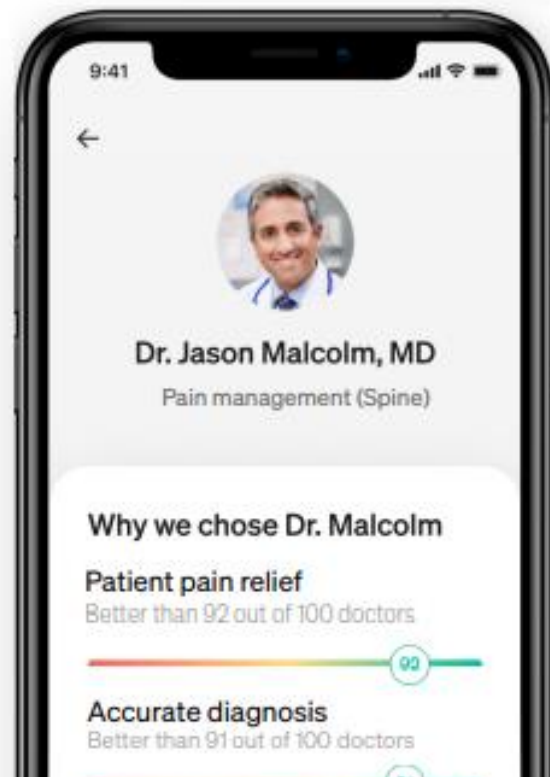 9:41
Dr. Jason Malcolm, MD
Pain management (Spine)
Why we chose Dr. Malcolm
Patient pain relief
Better than 92 out of 100 doctors
92
Accurate diagnosis
Better than 91 out of 100 doctors